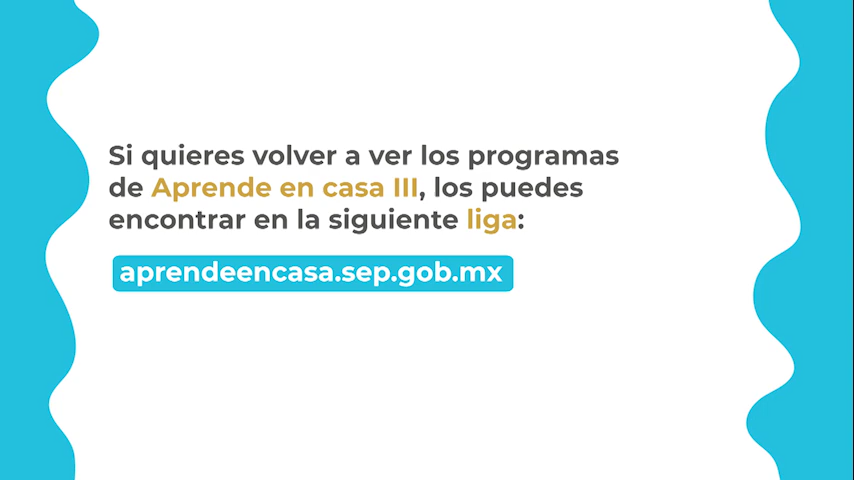 Si quieres volver a ver los programas
de Aprende en casa III, los puedes
encontrar en la siguiente liga:
aprendeencasa.sep.gob.mx